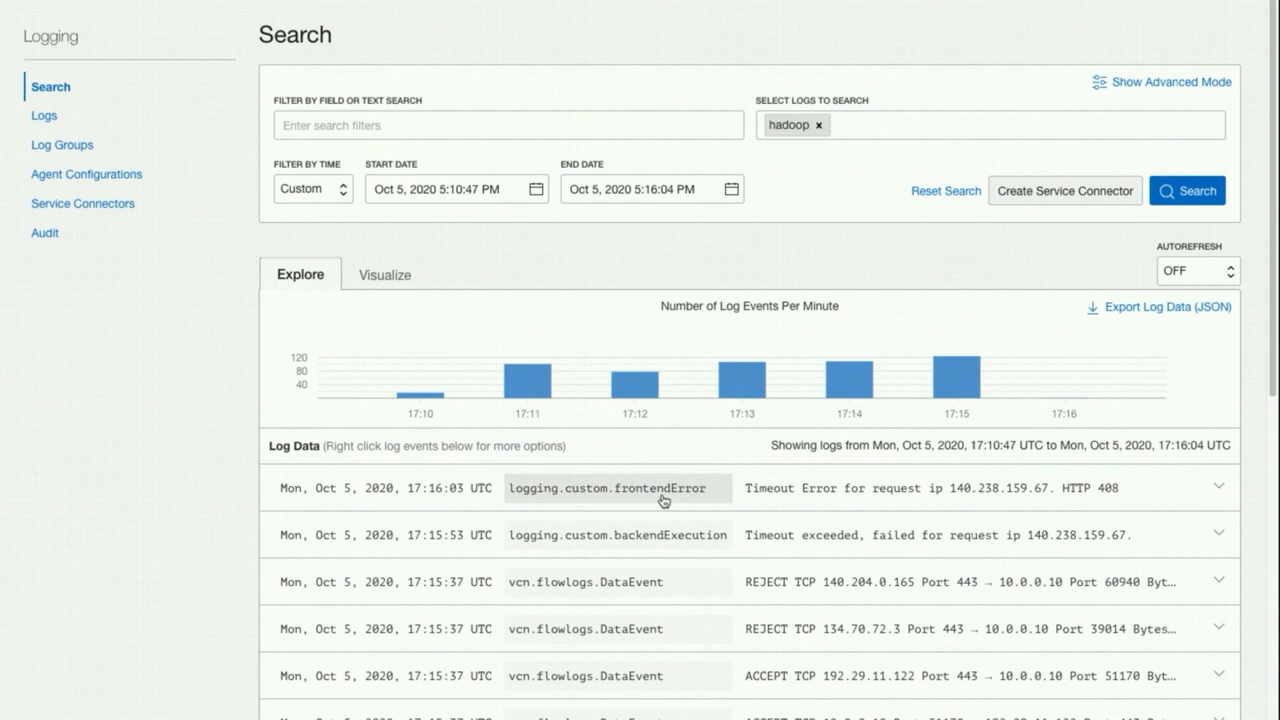 Logging
Search
Logs
Log Groups
Agent Configurations
Service Connectors
Audit
Search
Show Advanced Mode
FILTER BY FIELD OR TEXT SEARCH
SELECT LOGS TO SEARCH
Enter search filters
hadoop ×
FILTER BY TIME
START DATE
END DATE
Custom
Oct 5, 2020 5:10:47 PM
Oct 5, 2020 5:16:04 PM
Reset Search
Create Service Connector
Search
AUTOREFRESH
OFF
Explore
Visualize
Number of Log Events Per Minute
Export Log Data (JSON)
120
80
40
17:10 17:11 17:12 17:13 17:14 17:15 17:16
Log Data (Right click log events below for more options)
Showing logs from Mon, Oct 5, 2020, 17:10:47 UTC to Mon, Oct 5, 2020, 17:16:04 UTC
Mon, Oct 5, 2020, 17:16:03 UTC logging.custom.frontendError Timeout Error for request ip 140.238.159.67. HTTP 408
Mon, Oct 5, 2020, 17:15:53 UTC logging.custom.backendExecution Timeout exceeded, failed for request ip 140.238.159.67.
Mon, Oct 5, 2020, 17:15:37 UTC vcn.flowlogs.DataEvent REJECT TCP 140.204.0.165 Port 443 → 10.0.0.10 Port 60940 Byt…
Mon, Oct 5, 2020, 17:15:37 UTC vcn.flowlogs.DataEvent REJECT TCP 134.70.72.3 Port 443 → 10.0.0.10 Port 39014 Bytes…
Mon, Oct 5, 2020, 17:15:37 UTC vcn.flowlogs.DataEvent ACCEPT TCP 192.29.11.122 Port 443 → 10.0.0.10 Port 51170 Byt…